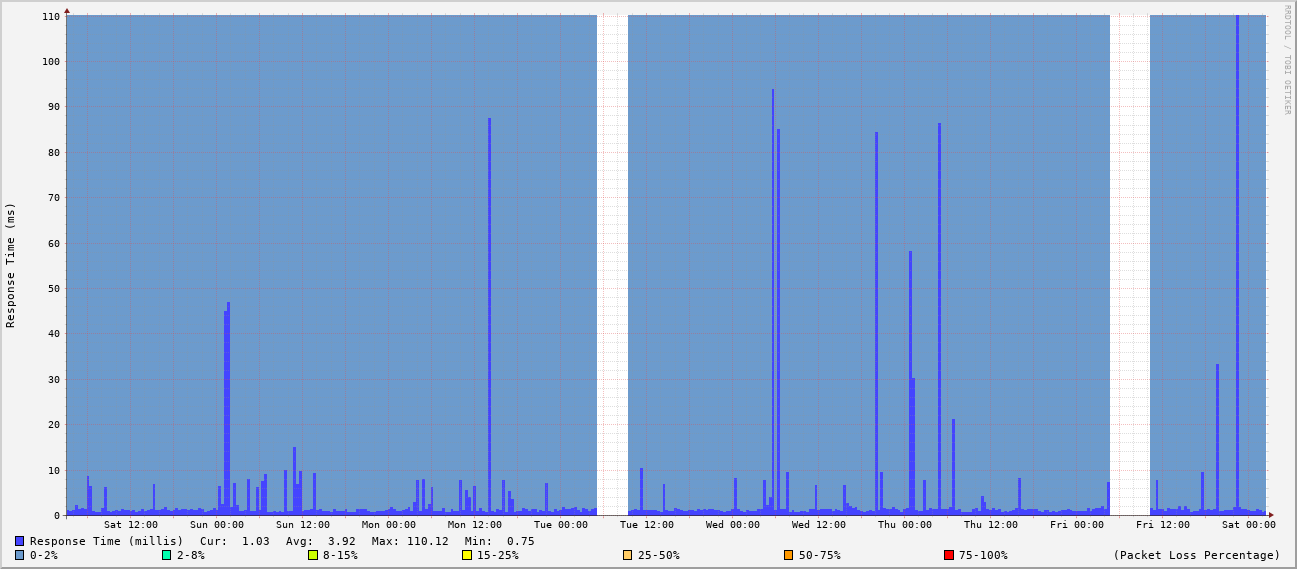 RRDTOOL / TOBI OETIKER
Response Time (ms)
110
100
90
80
70
60
50
40
30
20
10
0
Sat 12:00 Sun 00:00 Sun 12:00 Mon 00:00 Mon 12:00 Tue 00:00 Tue 12:00 Wed 00:00 Wed 12:00 Thu 00:00 Thu 12:00 Fri 00:00 Fri 12:00 Sat 00:00
Response Time (millis) Cur: 1.03 Avg: 3.92 Max: 110.12 Min: 0.75
0-2% 2-8% 8-15% 15-25% 25-50% 50-75% 75-100% (Packet Loss Percentage)